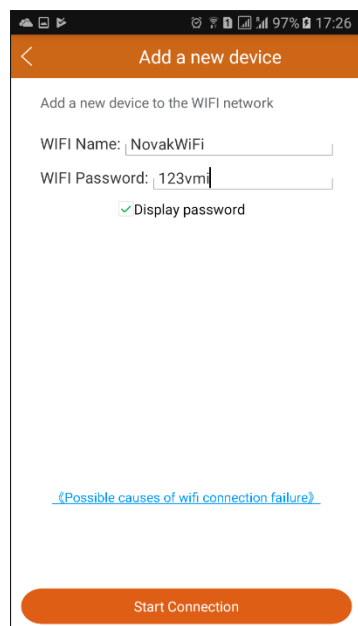 97% 17:26
Add a new device
Add a new device to the WIFI network
WIFI Name: NovakWiFi
WIFI Password: 123vmi
Display password
《Possible causes of wifi connection failure》
Start Connection